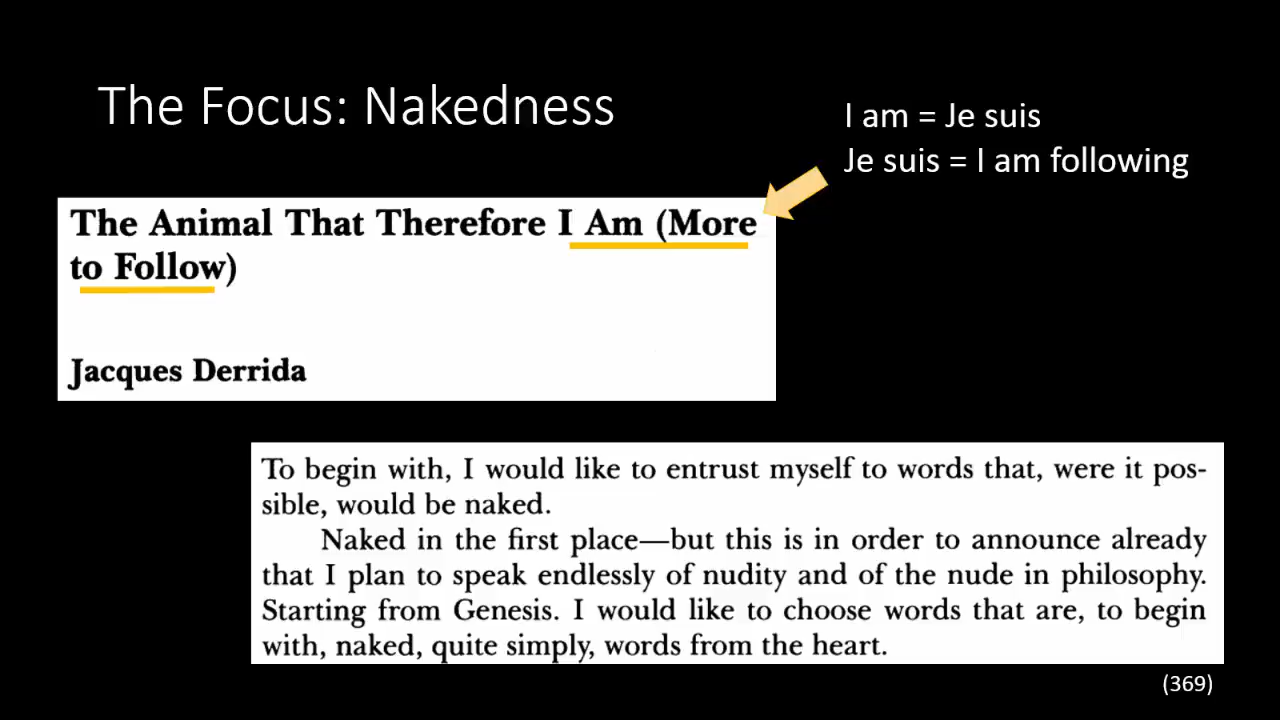 The Focus: Nakedness
I am = Je suis
Je suis = I am following
The Animal That Therefore I Am (More
to Follow)
Jacques Derrida
To begin with, I would like to entrust myself to words that, were it pos-
sible, would be naked.
Naked in the first place—but this is in order to announce already
that I plan to speak endlessly of nudity and of the nude in philosophy.
Starting from Genesis. I would like to choose words that are, to begin
with, naked, quite simply, words from the heart.
(369)